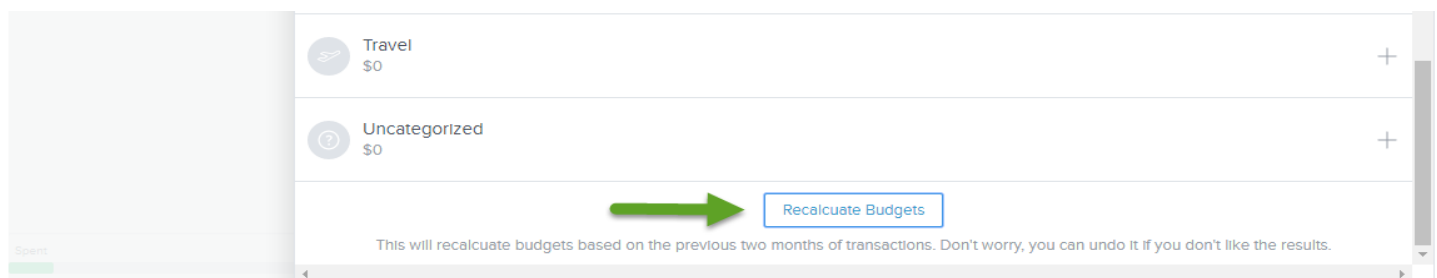 Travel
$0
Uncategorized
$0
Recalcuate Budgets
This will recalcuate budgets based on the previous two months of transactions. Don't worry, you can undo it if you don't like the results.
Spent